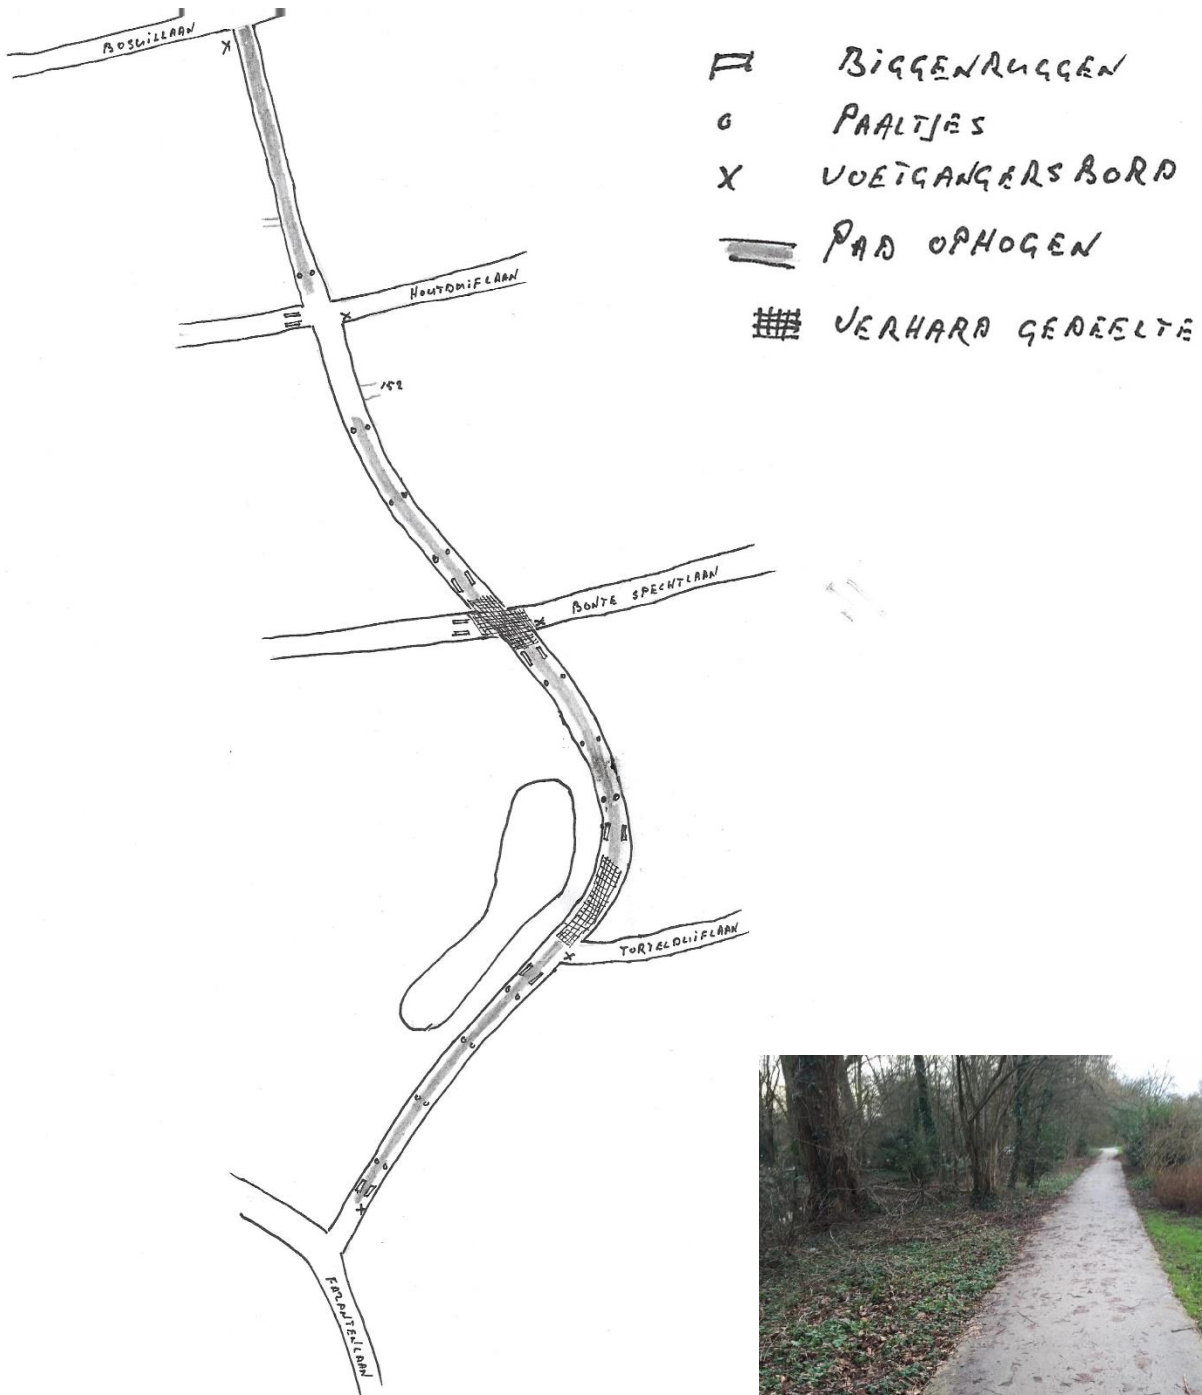 BOSUILLAAN
BIGGENRUGGEN
PAALTJES
VOETGANGERSBORD
PAD OPHOGEN
VERHARD GEDEELTE
HOUTDUIFLAAN
152
BONTE SPECHTLAAN
TORTELDUIFLAAN
FAZANTENLAAN